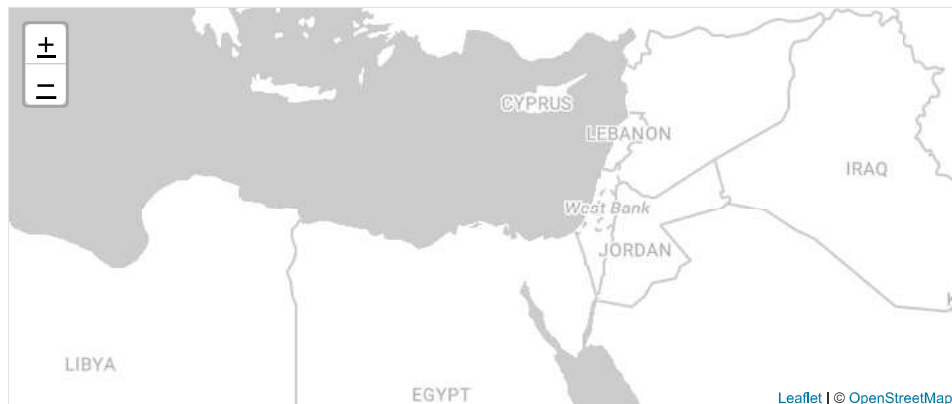 +
−
CYPRUS
LEBANON
IRAQ
West Bank
JORDAN
LIBYA
EGYPT
Leaflet | © OpenStreetMap